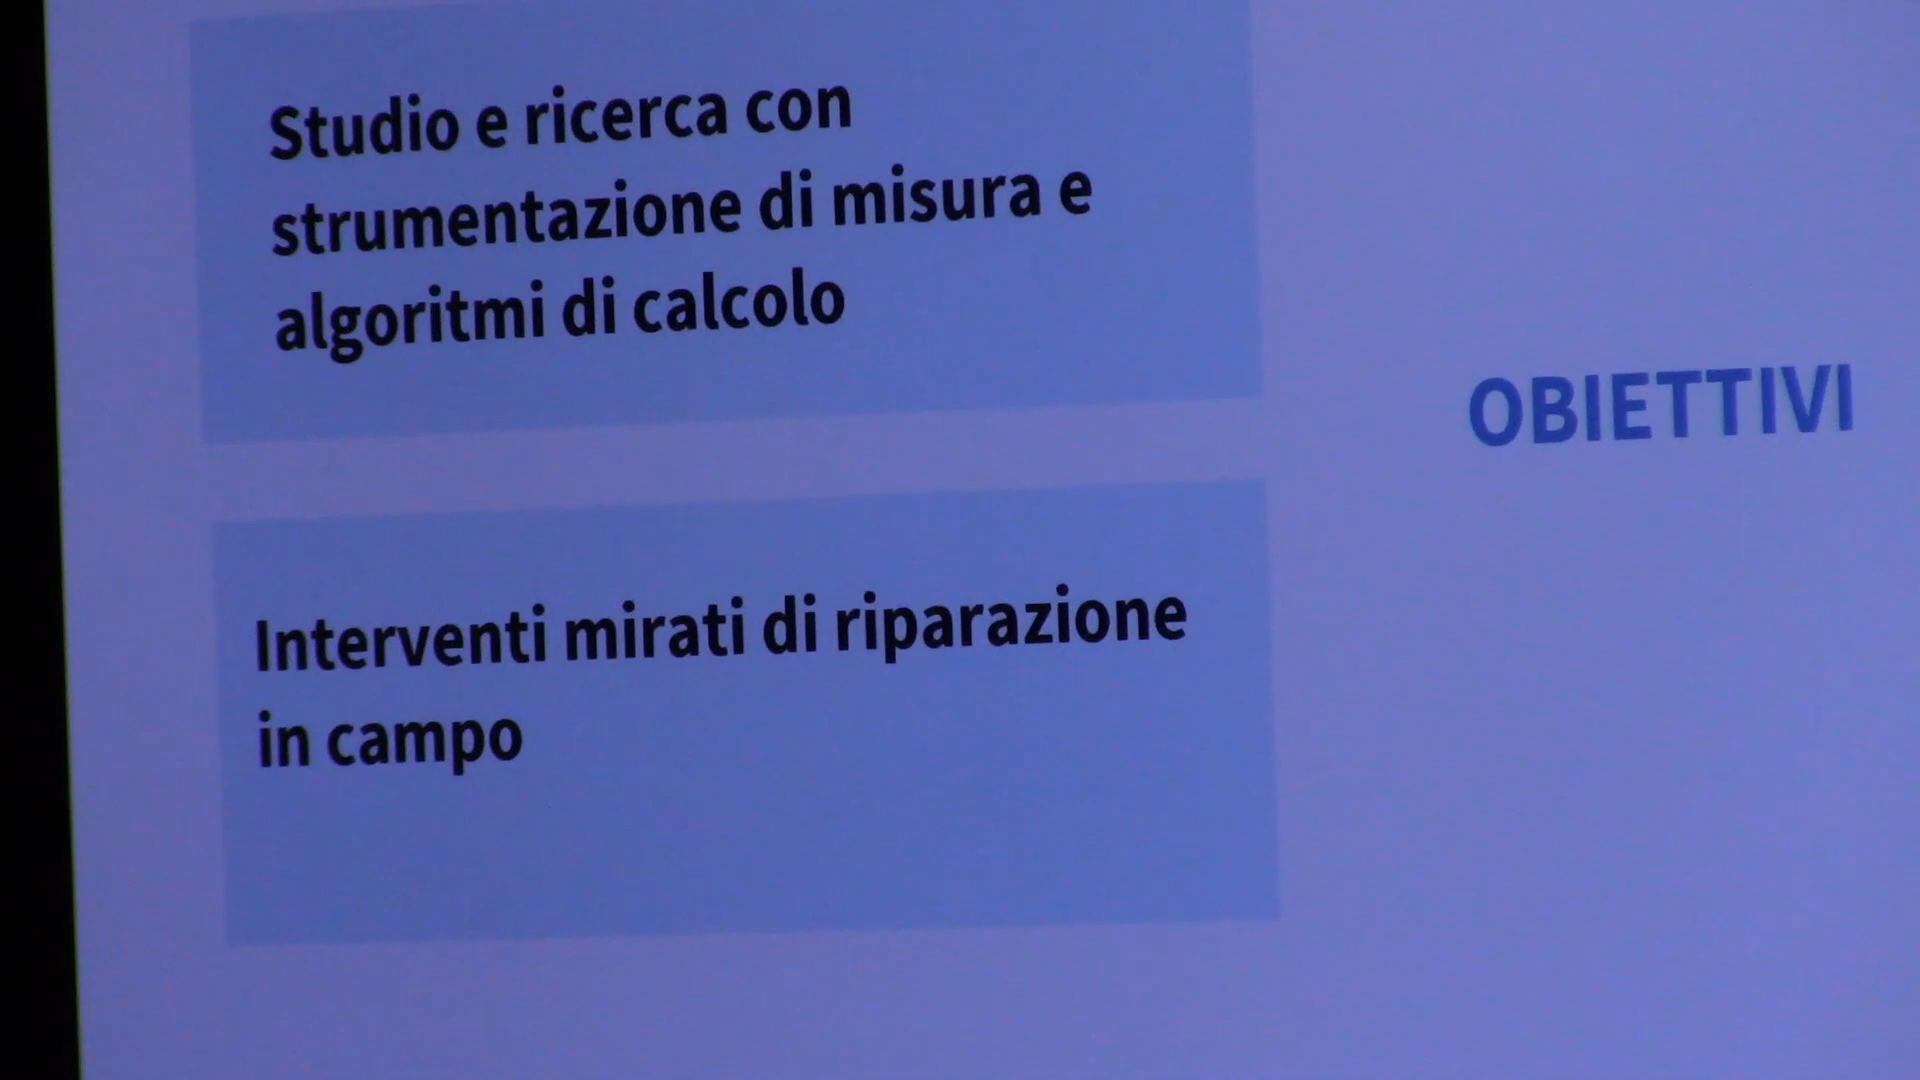 Studio e ricerca con
strumentazione di misura e
algoritmi di calcolo
OBIETTIVI
Interventi mirati di riparazione
in campo